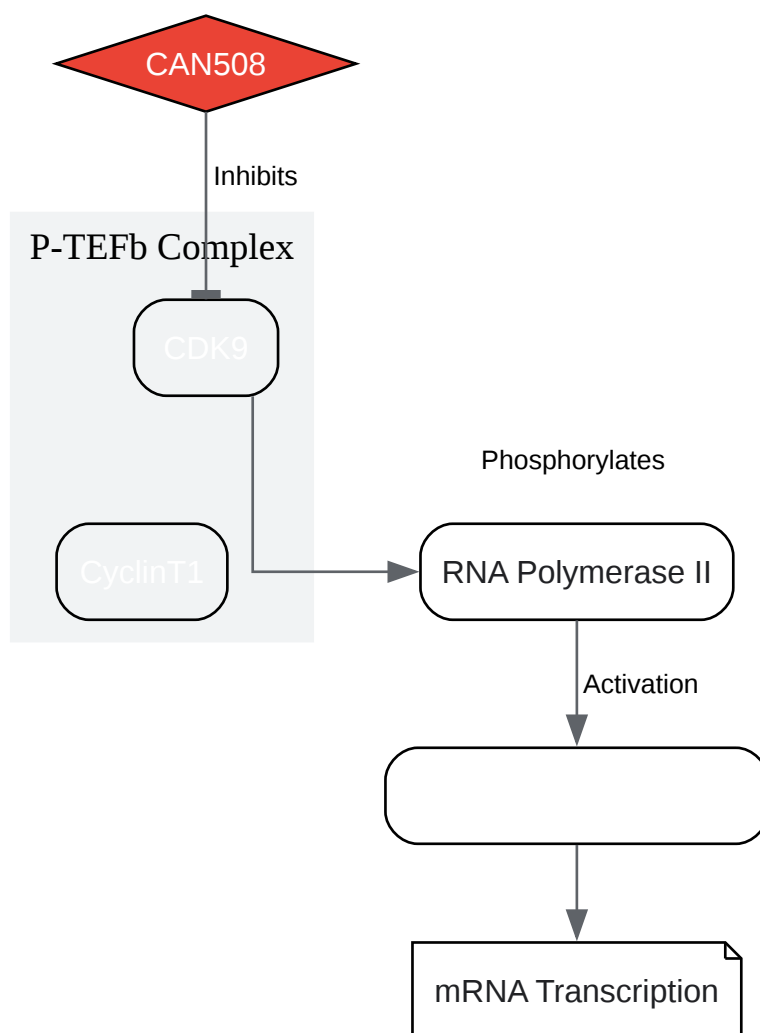 CAN508
Inhibits
P-TEFb Complex
CDK9
Phosphorylates
CyclinT1
RNA Polymerase II
Activation
mRNA Transcription